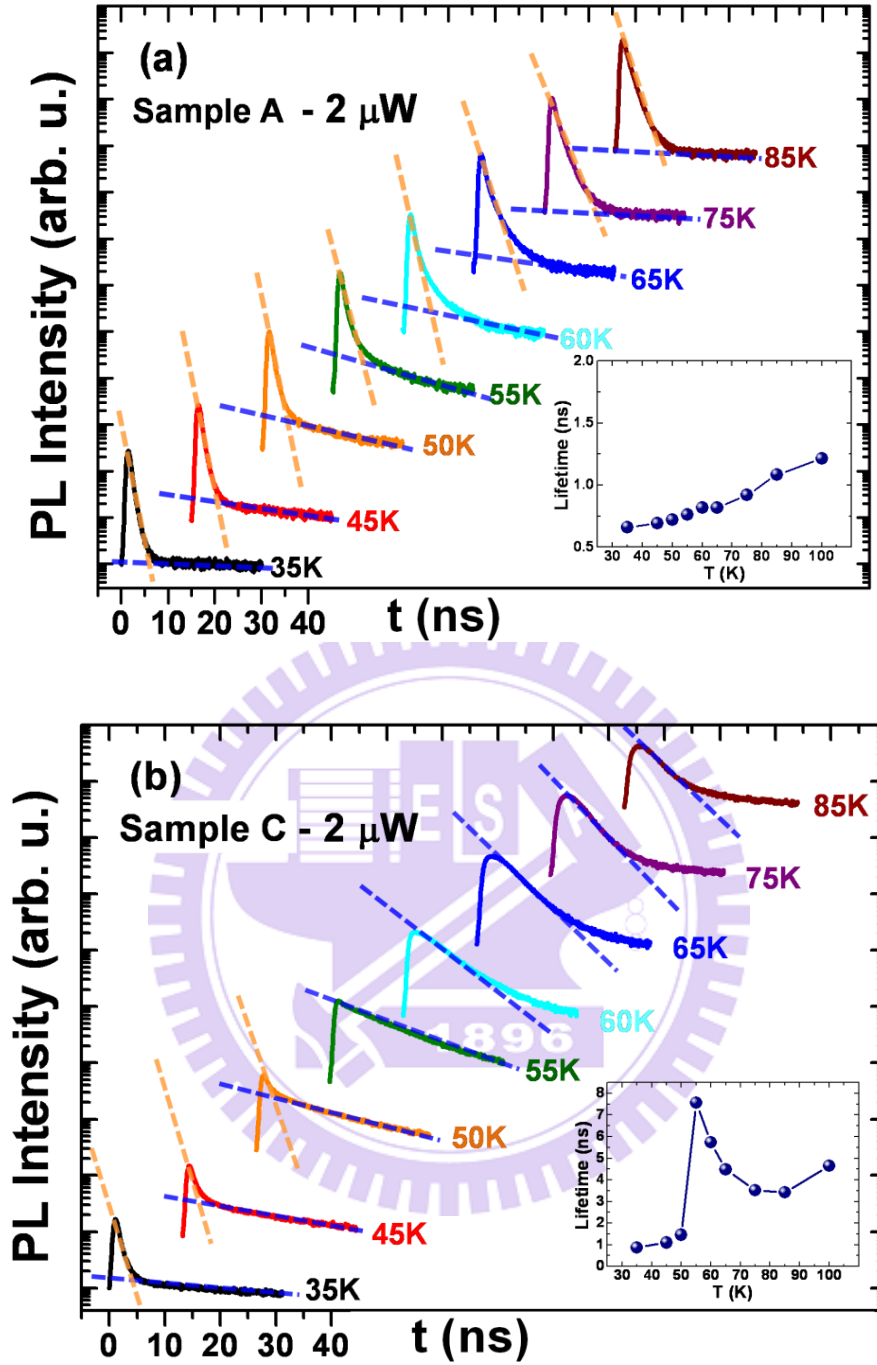 (a)
Sample A - 2 μW
PL Intensity (arb. u.)
85K
75K
65K
60K
55K
50K
45K
35K
2.0
1.5
1.0
0.5
Lifetime (ns)
30 40 50 60 70 80 90 100
T (K)
0 10 20 30 40
t (ns)
(b)
Sample C - 2 μW
PL Intensity (arb. u.)
ES
1896
85K
75K
65K
60K
55K
50K
45K
35K
8
7
6
5
4
3
2
1
0
Lifetime (ns)
30 40 50 60 70 80 90 100
T (K)
0 10 20 30 40
t (ns)